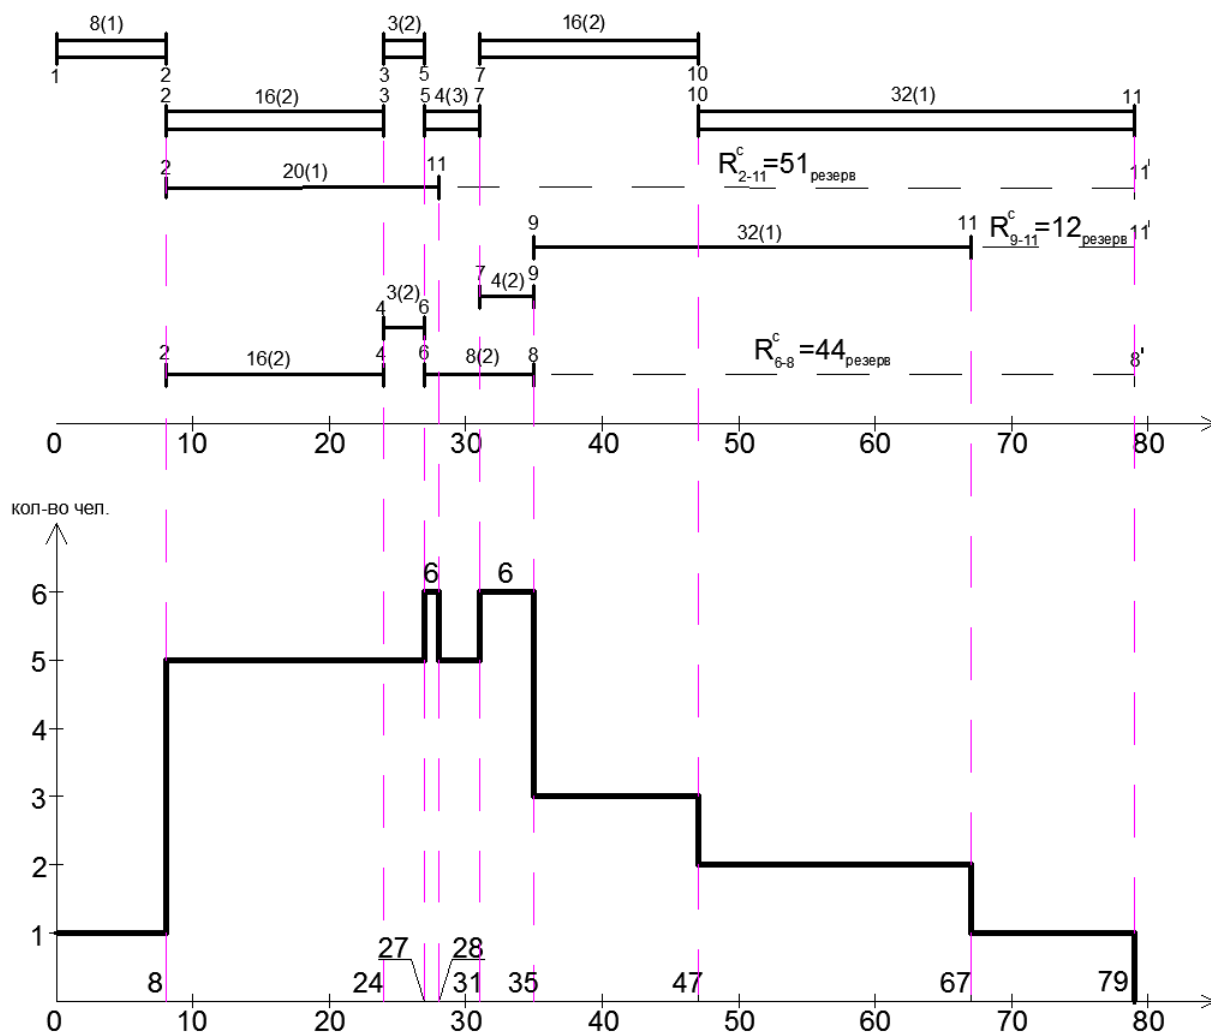 8(1) 3(2) 16(2)
1 2 3 5 7 10
2 16(2) 3 5 4(3) 7 10 32(1) 11
2 20(1) 11 R^c_2-11=51резерв 11'
9 32(1) 11 R^c_9-11=12резерв 11'
7 4(2) 9
4 3(2) 6
2 16(2) 4 6 8(2) 8 R^c_6-8=44резерв 8'
0 10 20 30 40 50 60 70 80
кол-во чел.
6 6
6
5
4
3
2
1
27 28
8 24 31 35 47 67 79
0 10 20 30 40 50 60 70 80